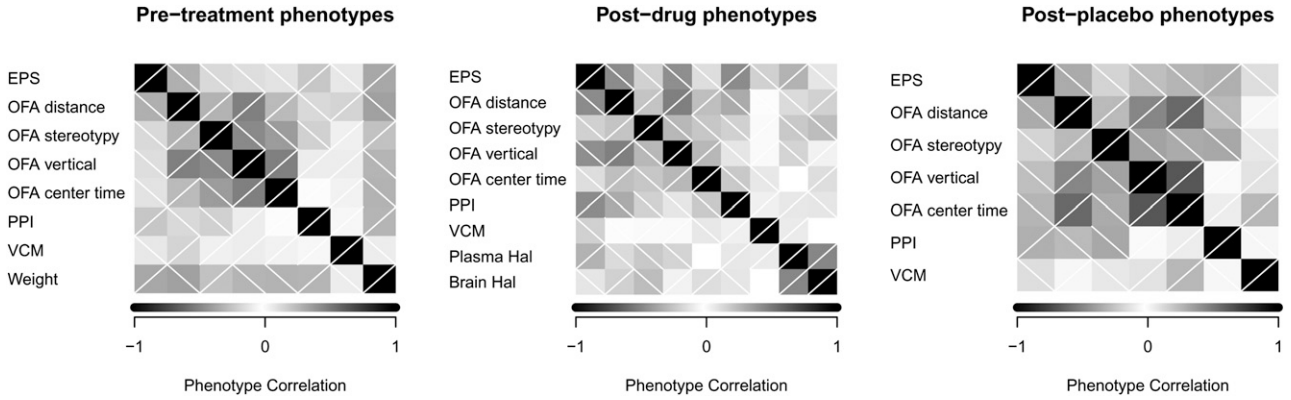 Pre−treatment phenotypes
EPS
OFA distance
OFA stereotypy
OFA vertical
OFA center time
PPI
VCM
Weight
−1 0 1
Phenotype Correlation
Post−drug phenotypes
EPS
OFA distance
OFA stereotypy
OFA vertical
OFA center time
PPI
VCM
Plasma Hal
Brain Hal
−1 0 1
Phenotype Correlation
Post−placebo phenotypes
EPS
OFA distance
OFA stereotypy
OFA vertical
OFA center time
PPI
VCM
−1 0 1
Phenotype Correlation